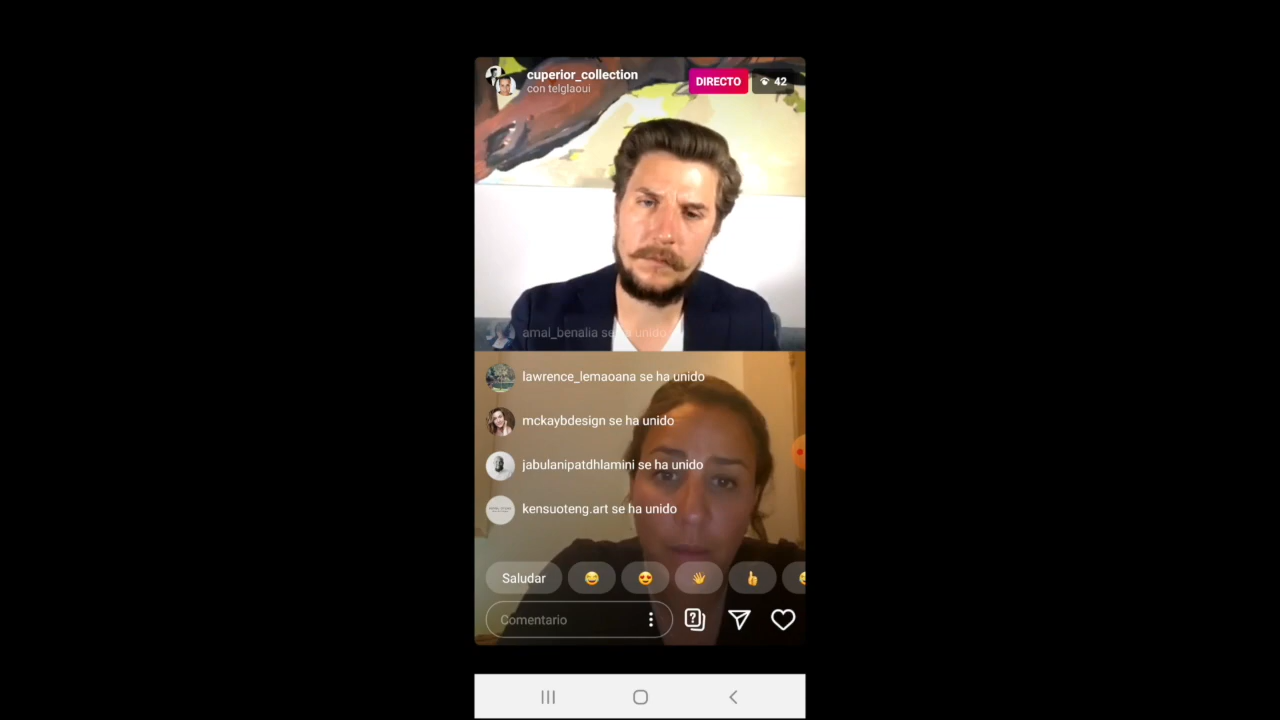 cuperior_collection
con telglaoui
DIRECTO
42
amal_benalia se ha unido
lawrence_lemaoana se ha unido
mckaybdesign se ha unido
jabulanipatdhlamini se ha unido
kensuoteng.art se ha unido
Saludar
Comentario